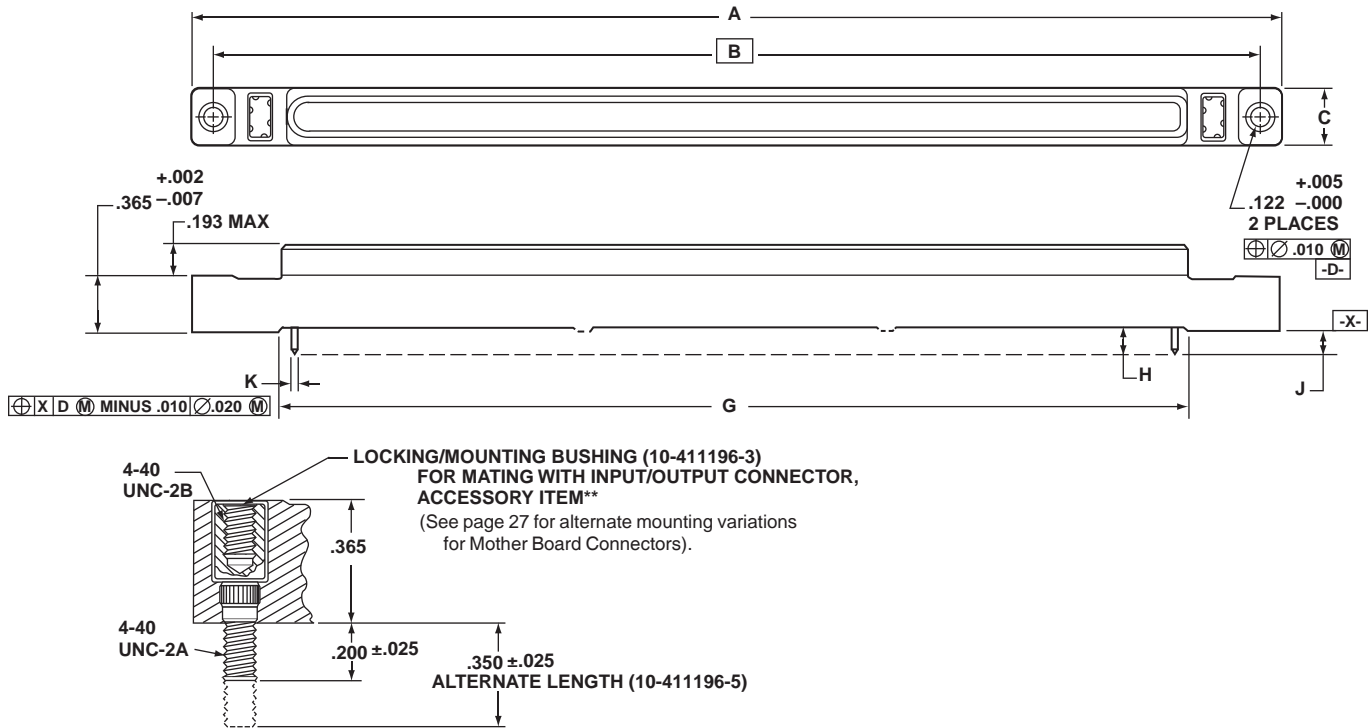 A
B
C
+.002
.365 –.007
.193 MAX
+.005
.122 –.000
2 PLACES
⌖ ∅ .010 Ⓜ
-D-
-X-
K
H
J
⌖ X D Ⓜ MINUS .010 ∅.020 Ⓜ
G
LOCKING/MOUNTING BUSHING (10-411196-3)
FOR MATING WITH INPUT/OUTPUT CONNECTOR,
ACCESSORY ITEM**
(See page 27 for alternate mounting variations
for Mother Board Connectors).
4-40
UNC-2B
.365
4-40
UNC-2A
.200 ±.025
.350 ±.025
ALTERNATE LENGTH (10-411196-5)